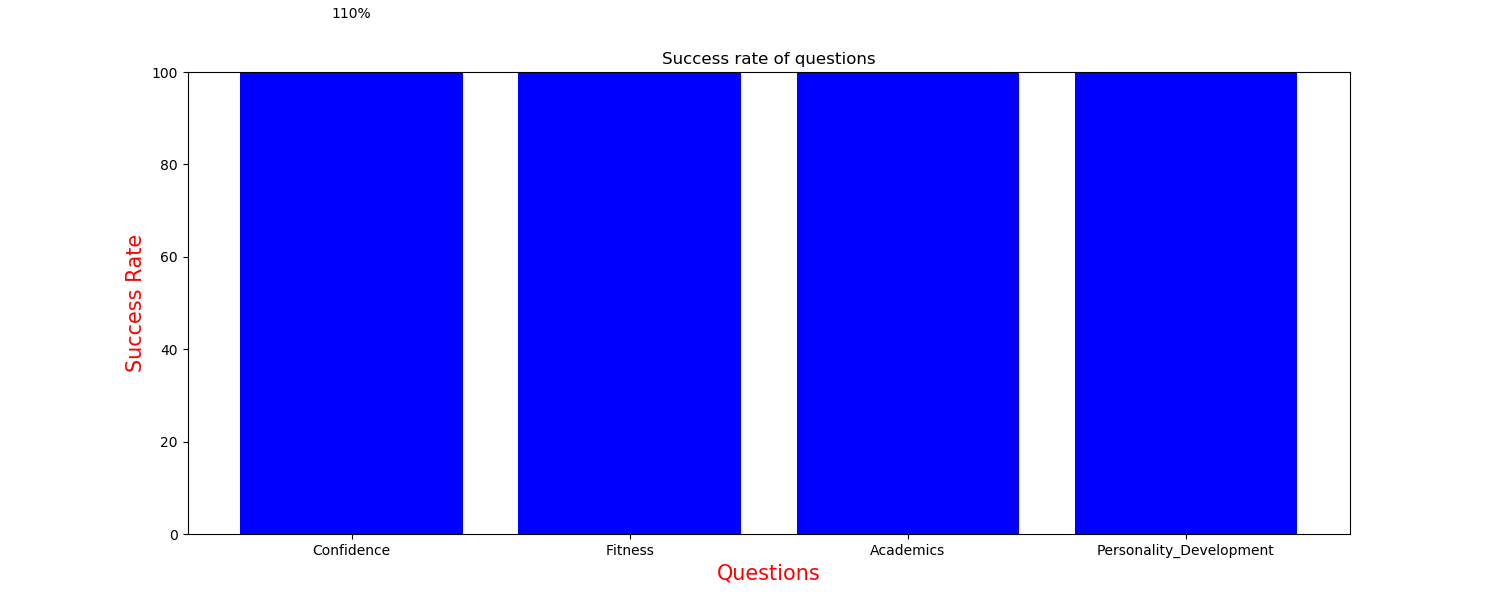 110%
Success rate of questions
100
80
60
40
20
0
Success Rate
Confidence Fitness Academics Personality_Development
Questions